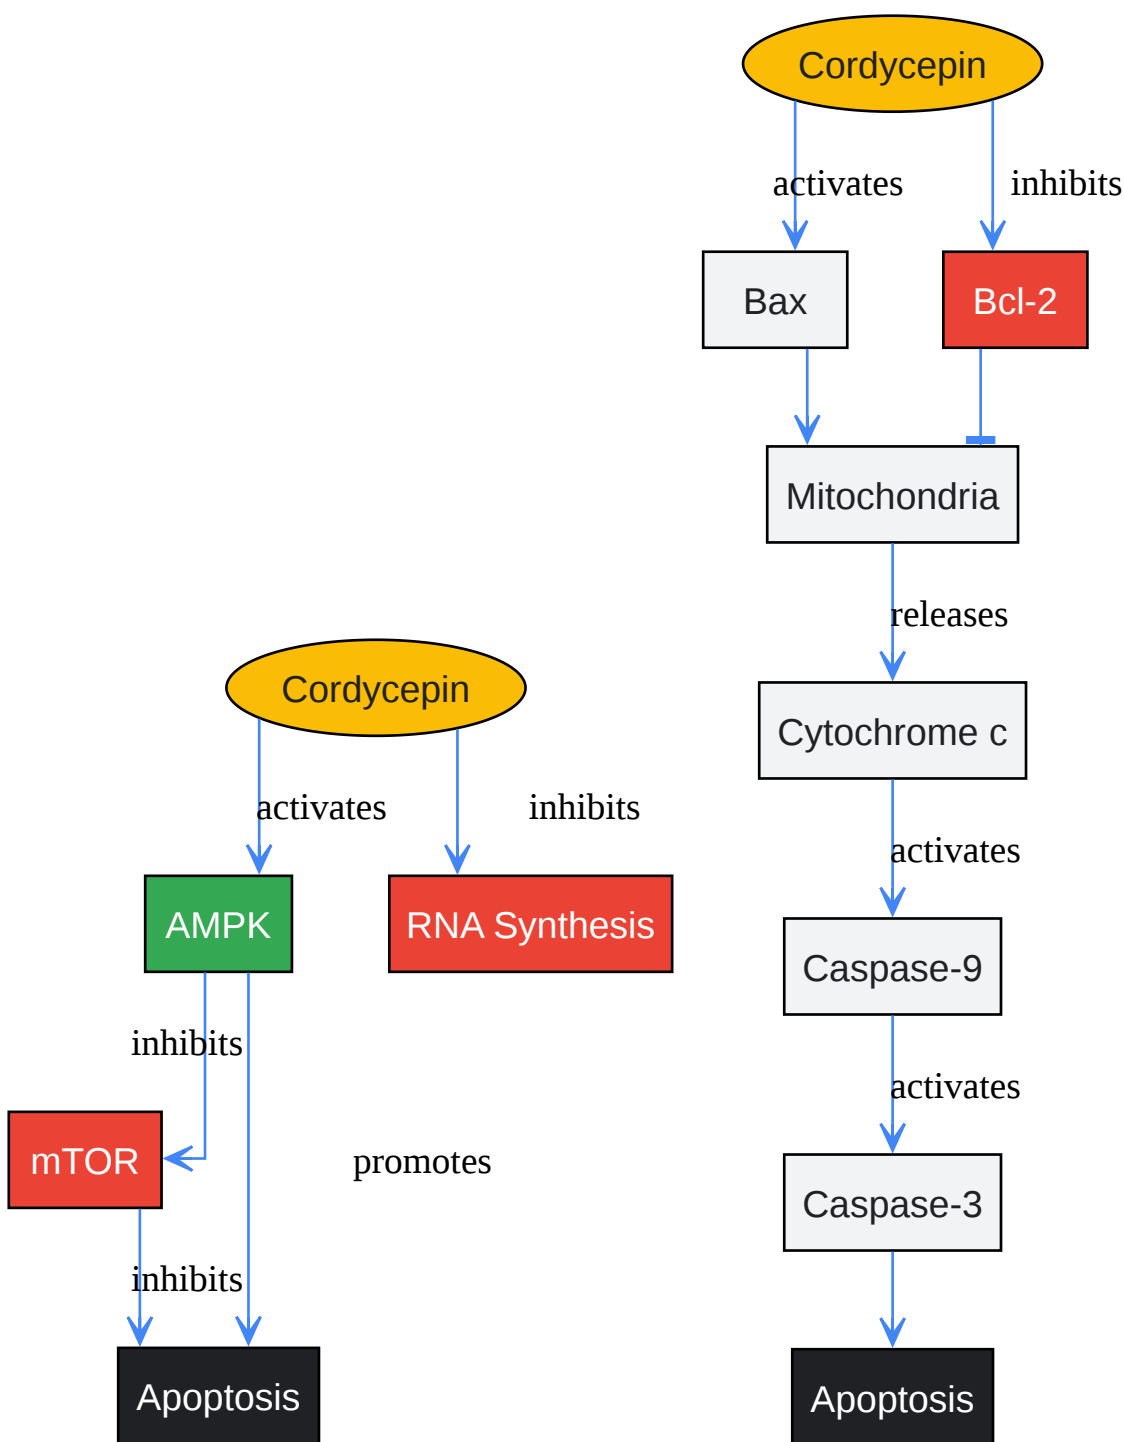 Cordycepin
activates
inhibits
Bax
Bcl-2
Mitochondria
releases
Cytochrome c
activates
Caspase-9
activates
Caspase-3
Apoptosis
Cordycepin
activates
inhibits
AMPK
RNA Synthesis
inhibits
mTOR
promotes
inhibits
Apoptosis